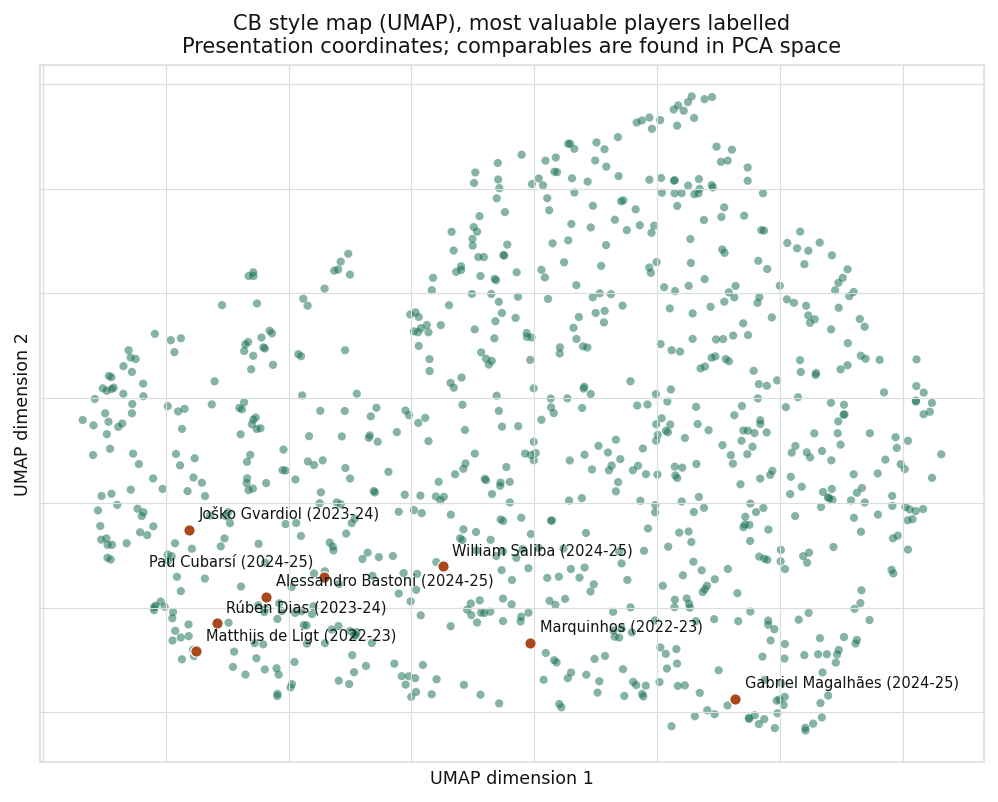 CB style map (UMAP), most valuable players labelled
Presentation coordinates; comparables are found in PCA space
Joško Gvardiol (2023-24)
William Saliba (2024-25)
Pau Cubarsí (2024-25)
Alessandro Bastoni (2024-25)
Rúben Dias (2023-24)
Marquinhos (2022-23)
Matthijs de Ligt (2022-23)
Gabriel Magalhães (2024-25)
UMAP dimension 2
UMAP dimension 1